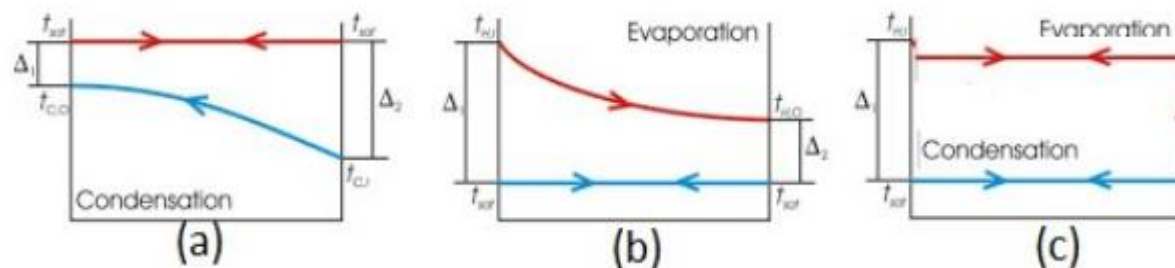 t_sat t_sat
Δ₁
t_C,O
Δ₂
t_C,I
Condensation
(a)
t_H,I
Evaporation
Δ₁
t_H,O
Δ₂
t_sat t_sat
(b)
t_H,I
Evaporation
Δ₁
Condensation
t_sat
(c)